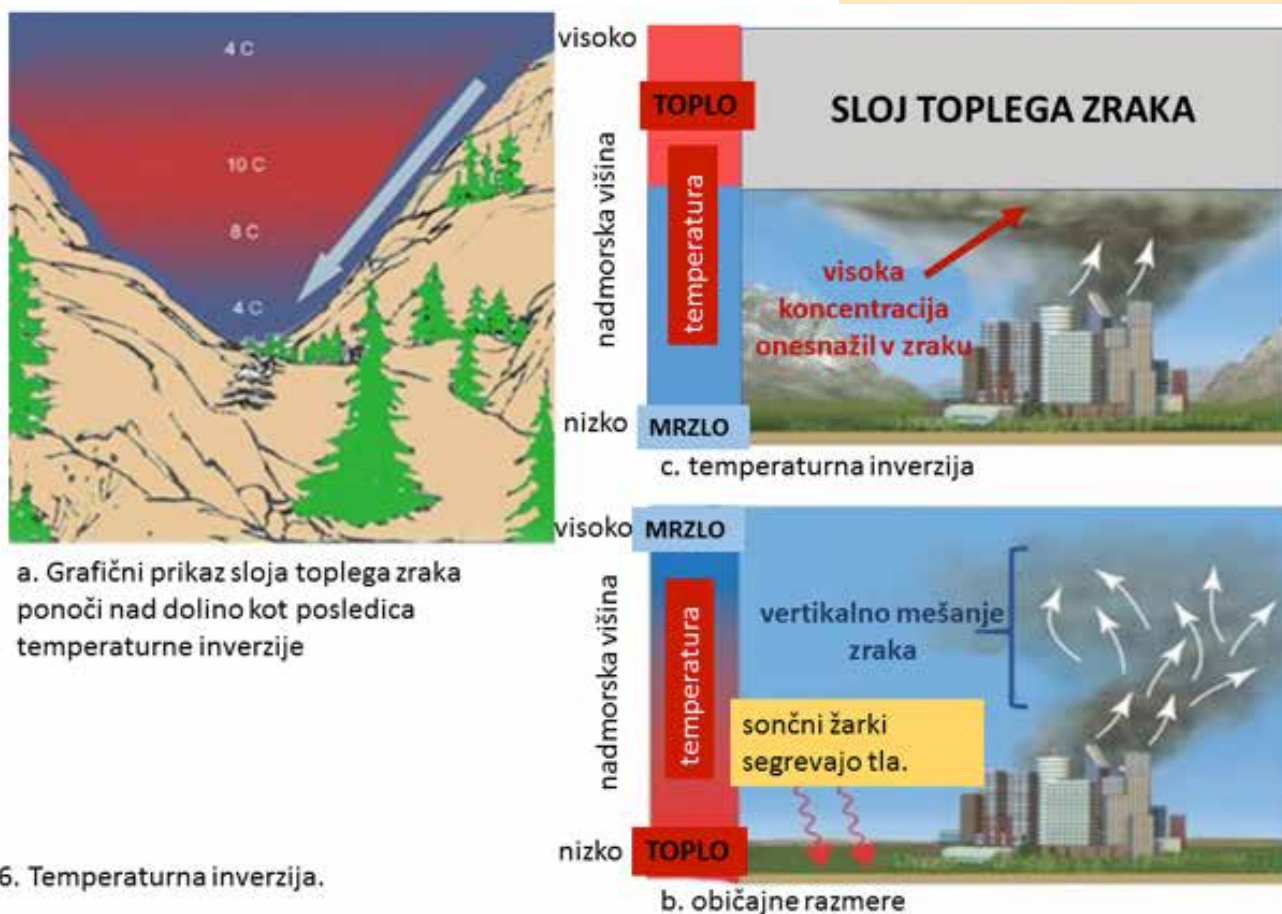 4 C
10 C
8 C
4 C
a. Grafični prikaz sloja toplega zraka
ponoči nad dolino kot posledica
temperaturne inverzije
visoko
TOPLO
SLOJ TOPLEGA ZRAKA
nadmorska višina
temperatura
visoka
koncentracija
onesnažil v zraku
nizko
MRZLO
c. temperaturna inverzija
visoko
MRZLO
nadmorska višina
temperatura
vertikalno mešanje
zraka
sončni žarki
segrevajo tla.
nizko
TOPLO
b. običajne razmere
6. Temperaturna inverzija.